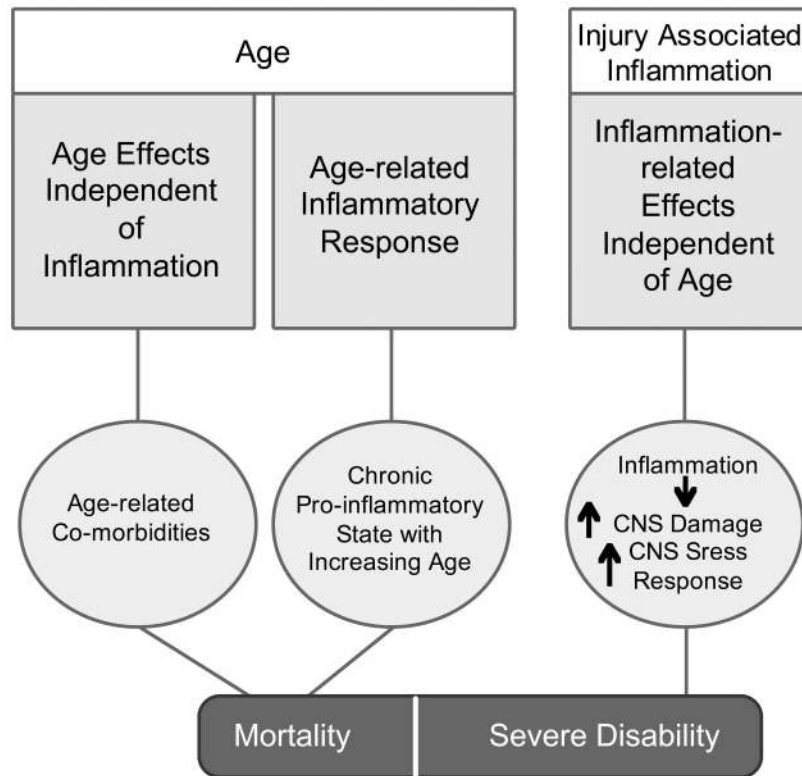 Age
Injury Associated
Inflammation
Age Effects
Independent
of
Inflammation
Age-related
Inflammatory
Response
Inflammation-
related
Effects
Independent
of Age
Age-related
Co-morbidities
Chronic
Pro-inflammatory
State with
Increasing Age
Inflammation
CNS Damage
CNS Sress
Response
Mortality
Severe Disability